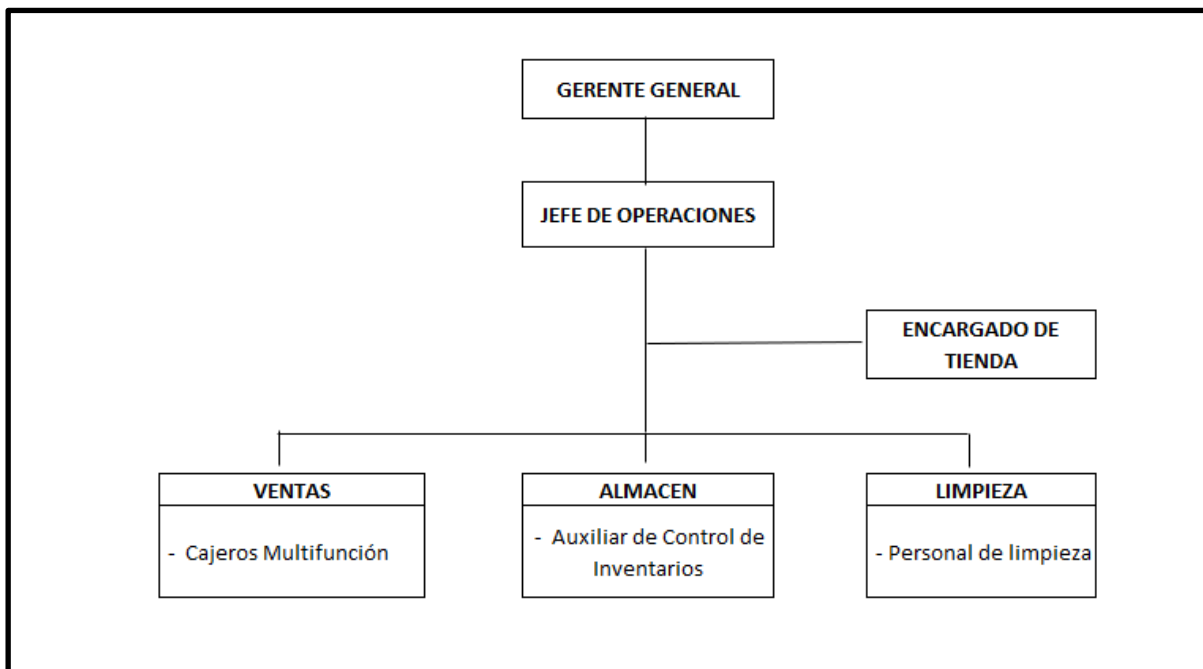 GERENTE GENERAL
JEFE DE OPERACIONES
ENCARGADO DE
TIENDA
VENTAS
- Cajeros Multifunción
ALMACEN
- Auxiliar de Control de
Inventarios
LIMPIEZA
- Personal de limpieza